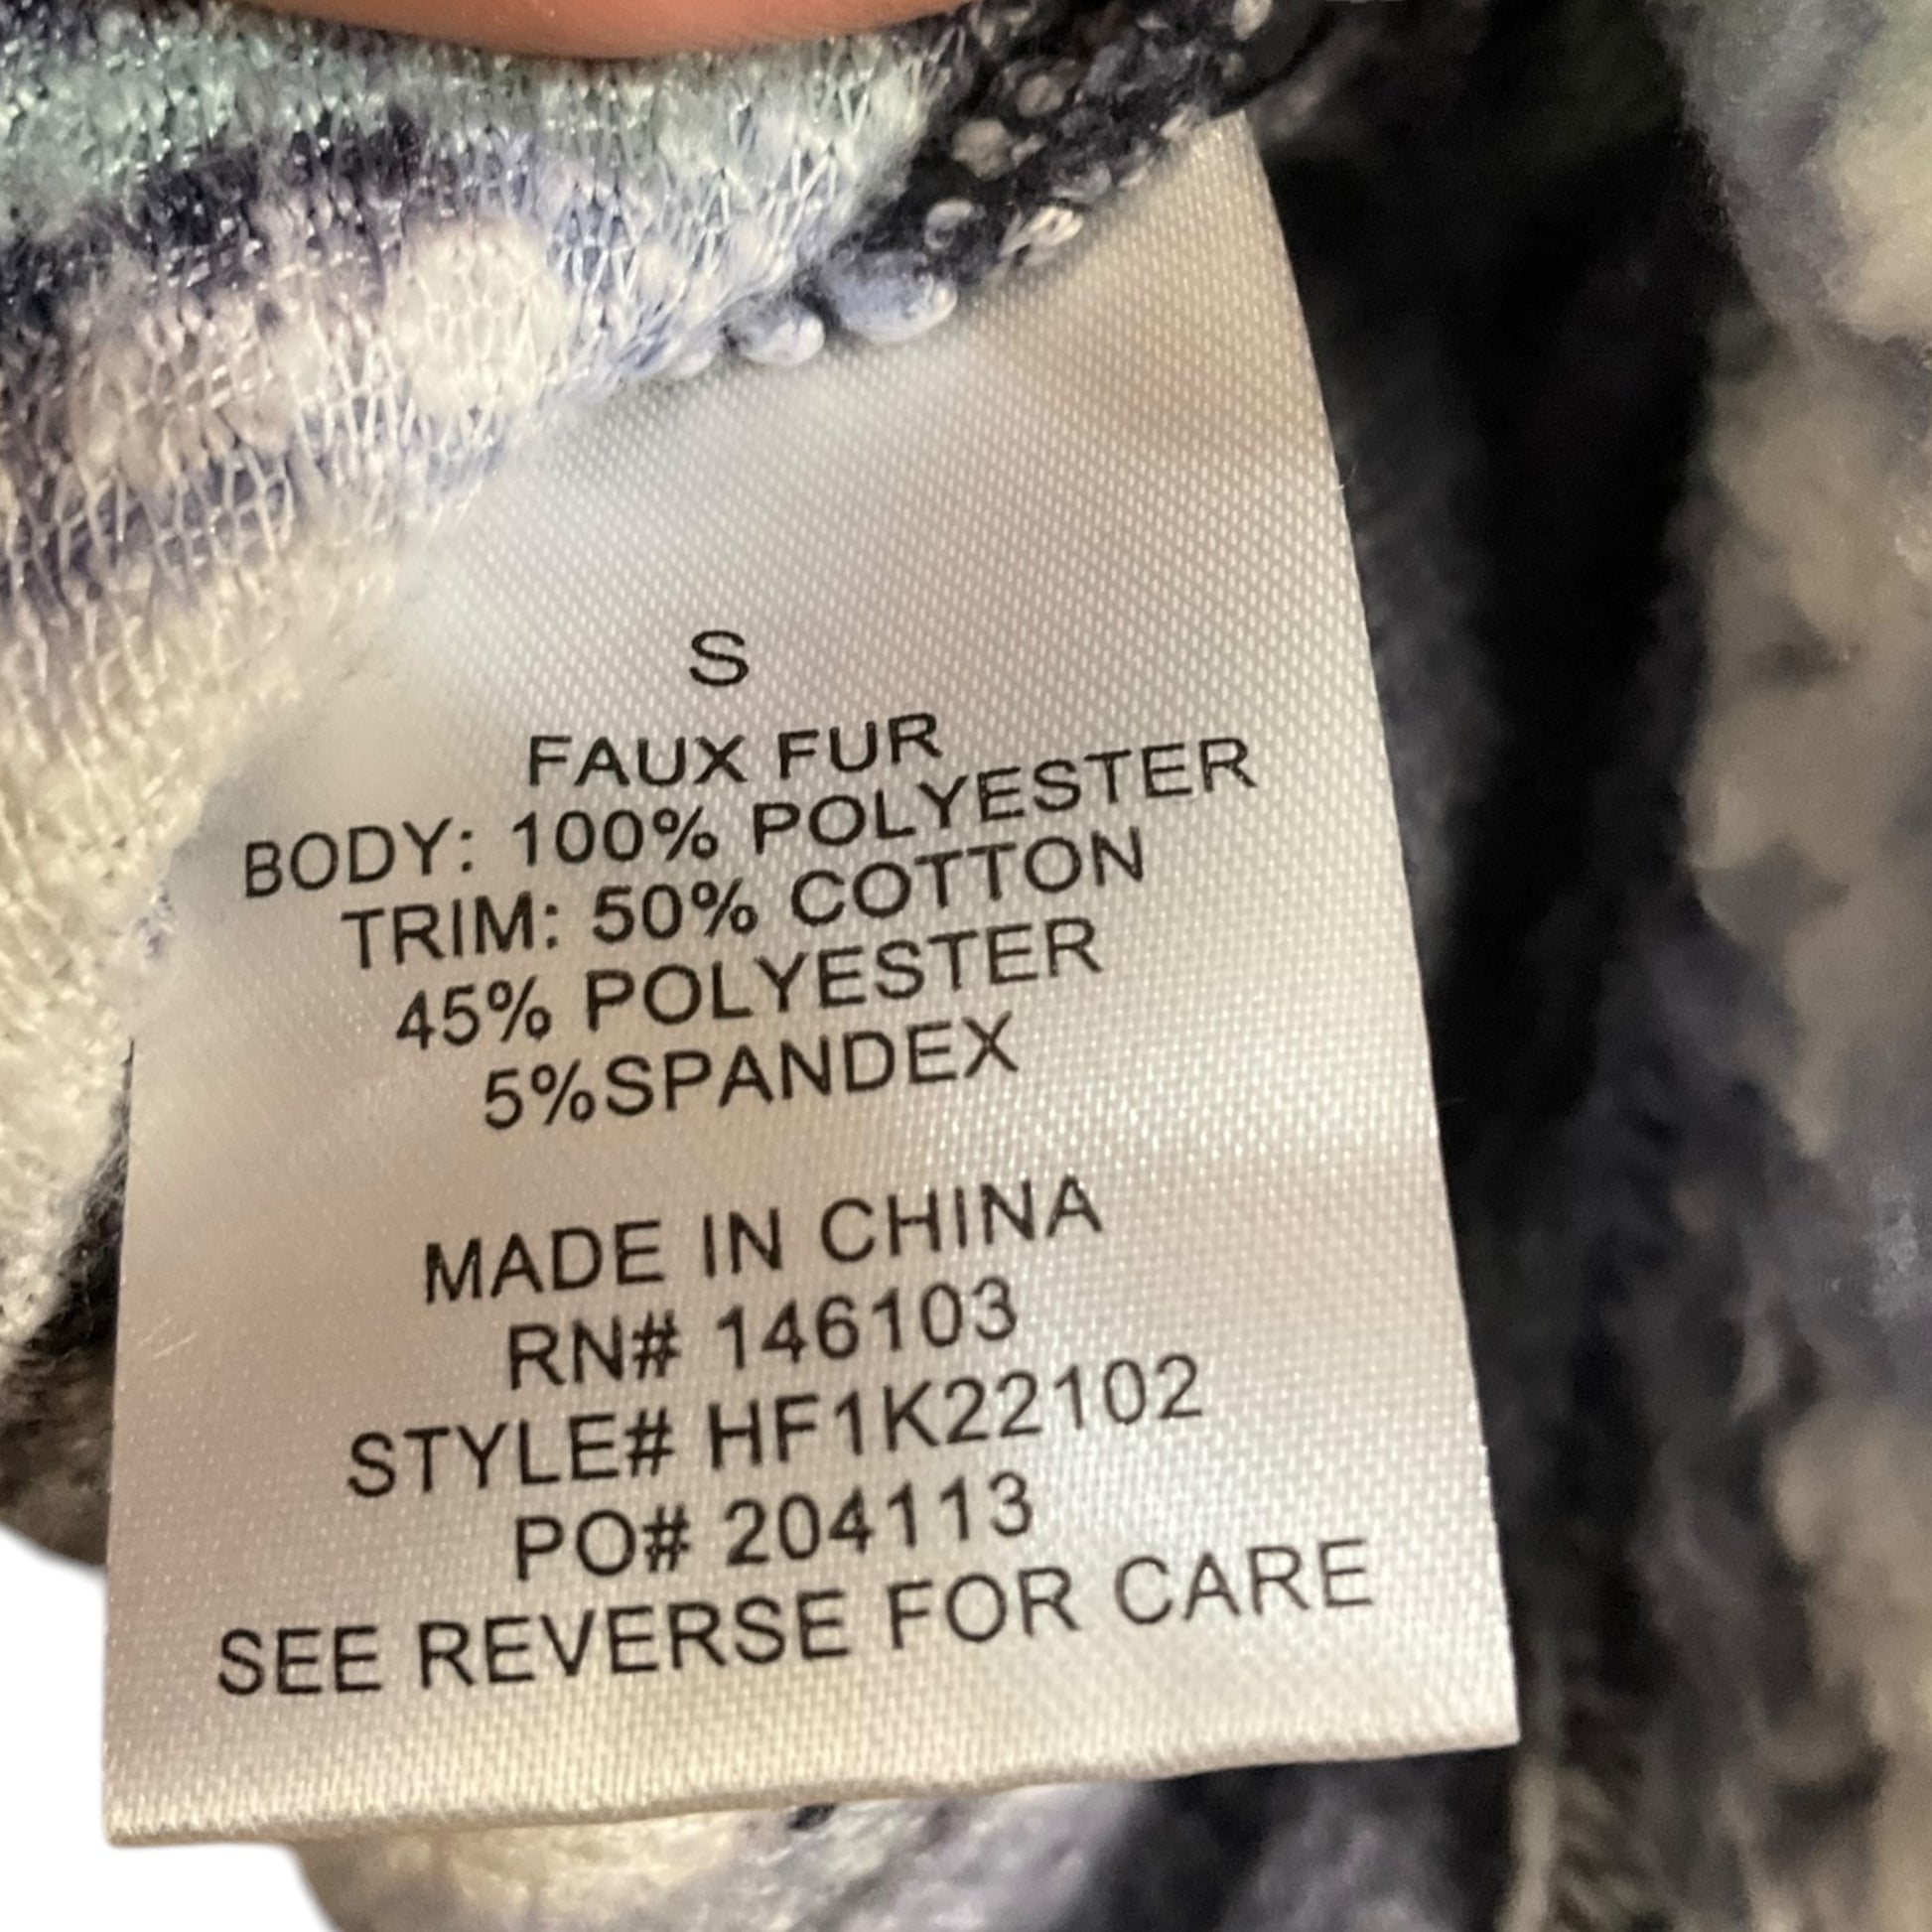 S
FAUX FUR
BODY: 100% POLYESTER
TRIM: 50% COTTON
45% POLYESTER
5%SPANDEX
MADE IN CHINA
RN# 146103
STYLE# HF1K22102
PO# 204113
SEE REVERSE FOR CARE